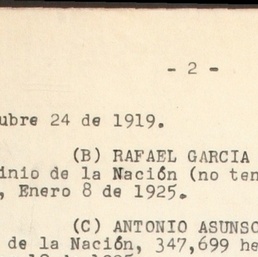 - 2 -
ubre 24 de 1919.
(B) RAFAEL GARCIA
inio de la Nación (no ten
, Enero 8 de 1925.
(C) ANTONIO ASUNSO
de la Nación, 347,699 he